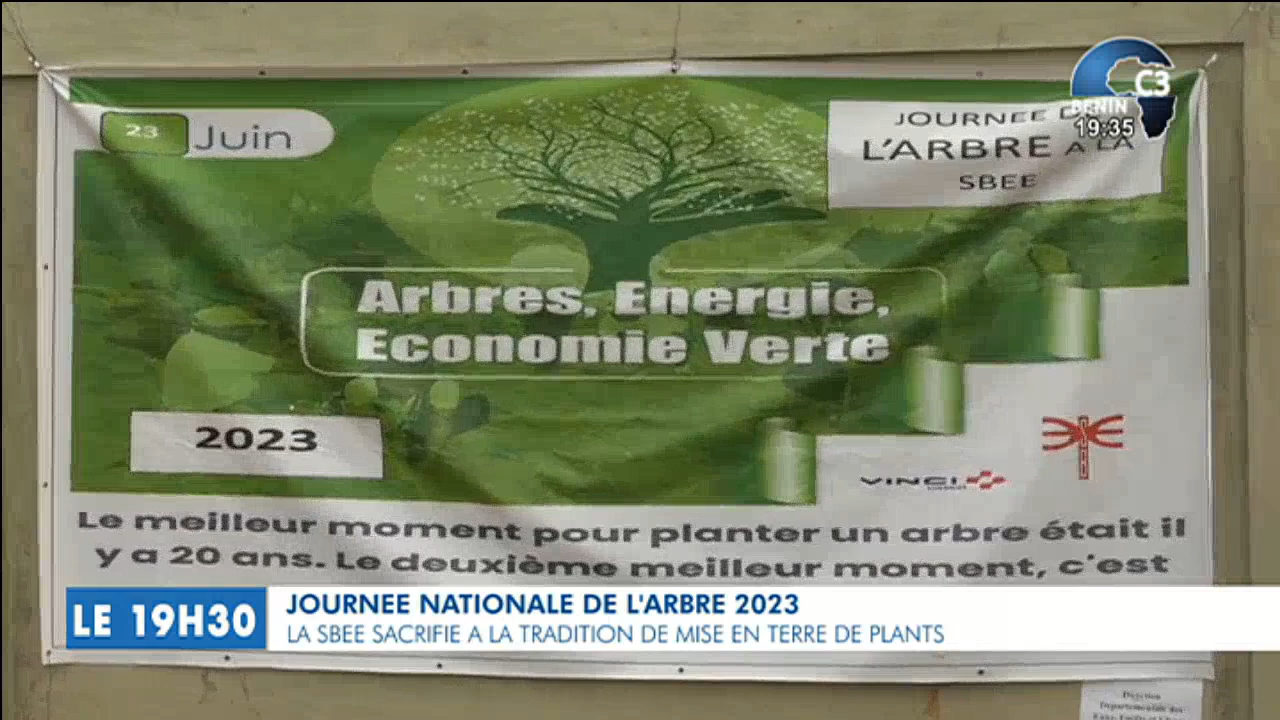 C3
BENIN
19:35
23 Juin
JOURNEE
L'ARBRE A LA
SBEE
Arbres, Energie,
Economie Verte
2023
VINCI
Le meilleur moment pour planter un arbre était il
y a 20 ans. Le deuxième meilleur moment, c'est
LE 19H30
JOURNEE NATIONALE DE L'ARBRE 2023
LA SBEE SACRIFIE A LA TRADITION DE MISE EN TERRE DE PLANTS
Direction